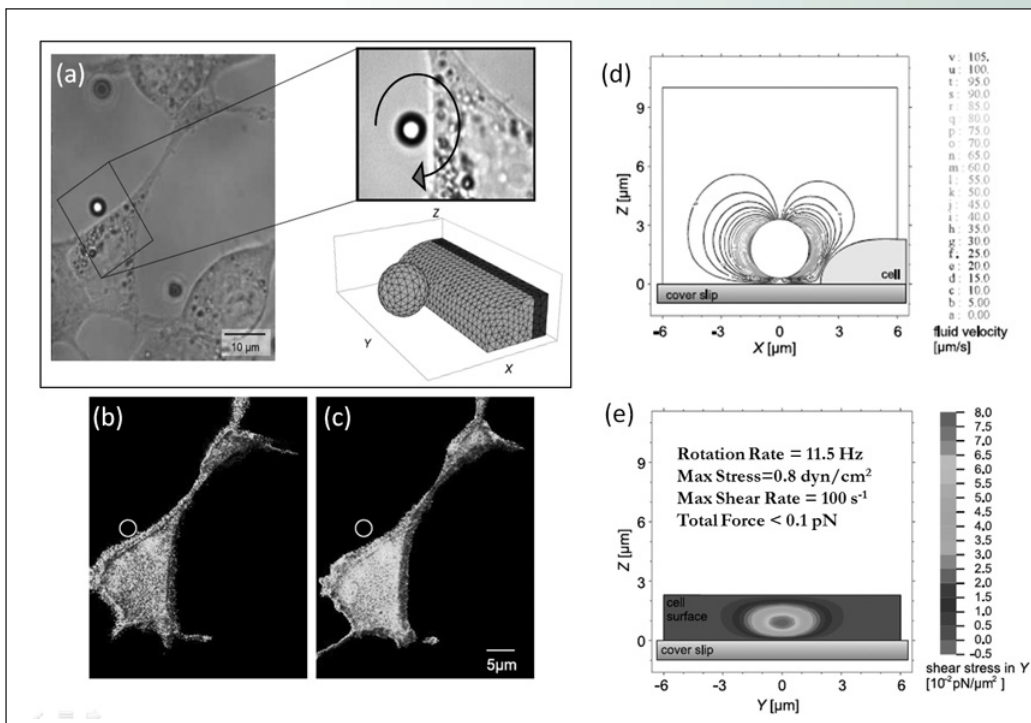 (a)
10 µm
Z
Y
X
(b)
(c)
5µm
(d)
Z [µm]
9
6
3
0
cell
cover slip
-6
-3
0
3
6
X [µm]
v: 105.
u: 100.
t: 95.0
s: 90.0
r: 85.0
q: 80.0
p: 75.0
o: 70.0
n: 65.0
m: 60.0
l: 55.0
k: 50.0
j: 45.0
i: 40.0
h: 35.0
g: 30.0
f: 25.0
e: 20.0
d: 15.0
c: 10.0
b: 5.00
a: 0.00
fluid velocity
[µm/s]
(e)
Rotation Rate = 11.5 Hz
Max Stress=0.8 dyn/cm²
Max Shear Rate = 100 s⁻¹
Total Force < 0.1 pN
Z [µm]
9
6
3
0
cell
surface
cover slip
-6
-3
0
3
6
Y [µm]
8.0
7.5
7.0
6.5
6.0
5.5
5.0
4.5
4.0
3.5
3.0
2.5
2.0
1.5
1.0
0.5
0.0
-0.5
shear stress in Y
[10⁻²pN/µm²]